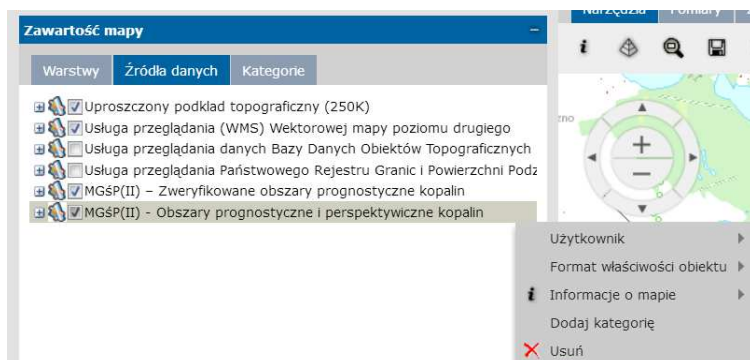 Narzędzia Pomiary
Zawartość mapy
Warstwy Źródła danych Kategorie
Uproszczony podkład topograficzny (250K)
Usługa przeglądania (WMS) Wektorowej mapy poziomu drugiego
Usługa przeglądania danych Bazy Danych Obiektów Topograficznych
Usługa przeglądania Państwowego Rejestru Granic i Powierzchni Podz
MGśP(II) – Zweryfikowane obszary prognostyczne kopalin
MGśP(II) - Obszary prognostyczne i perspektywiczne kopalin
Użytkownik
Format właściwości obiektu
Informacje o mapie
Dodaj kategorię
Usuń